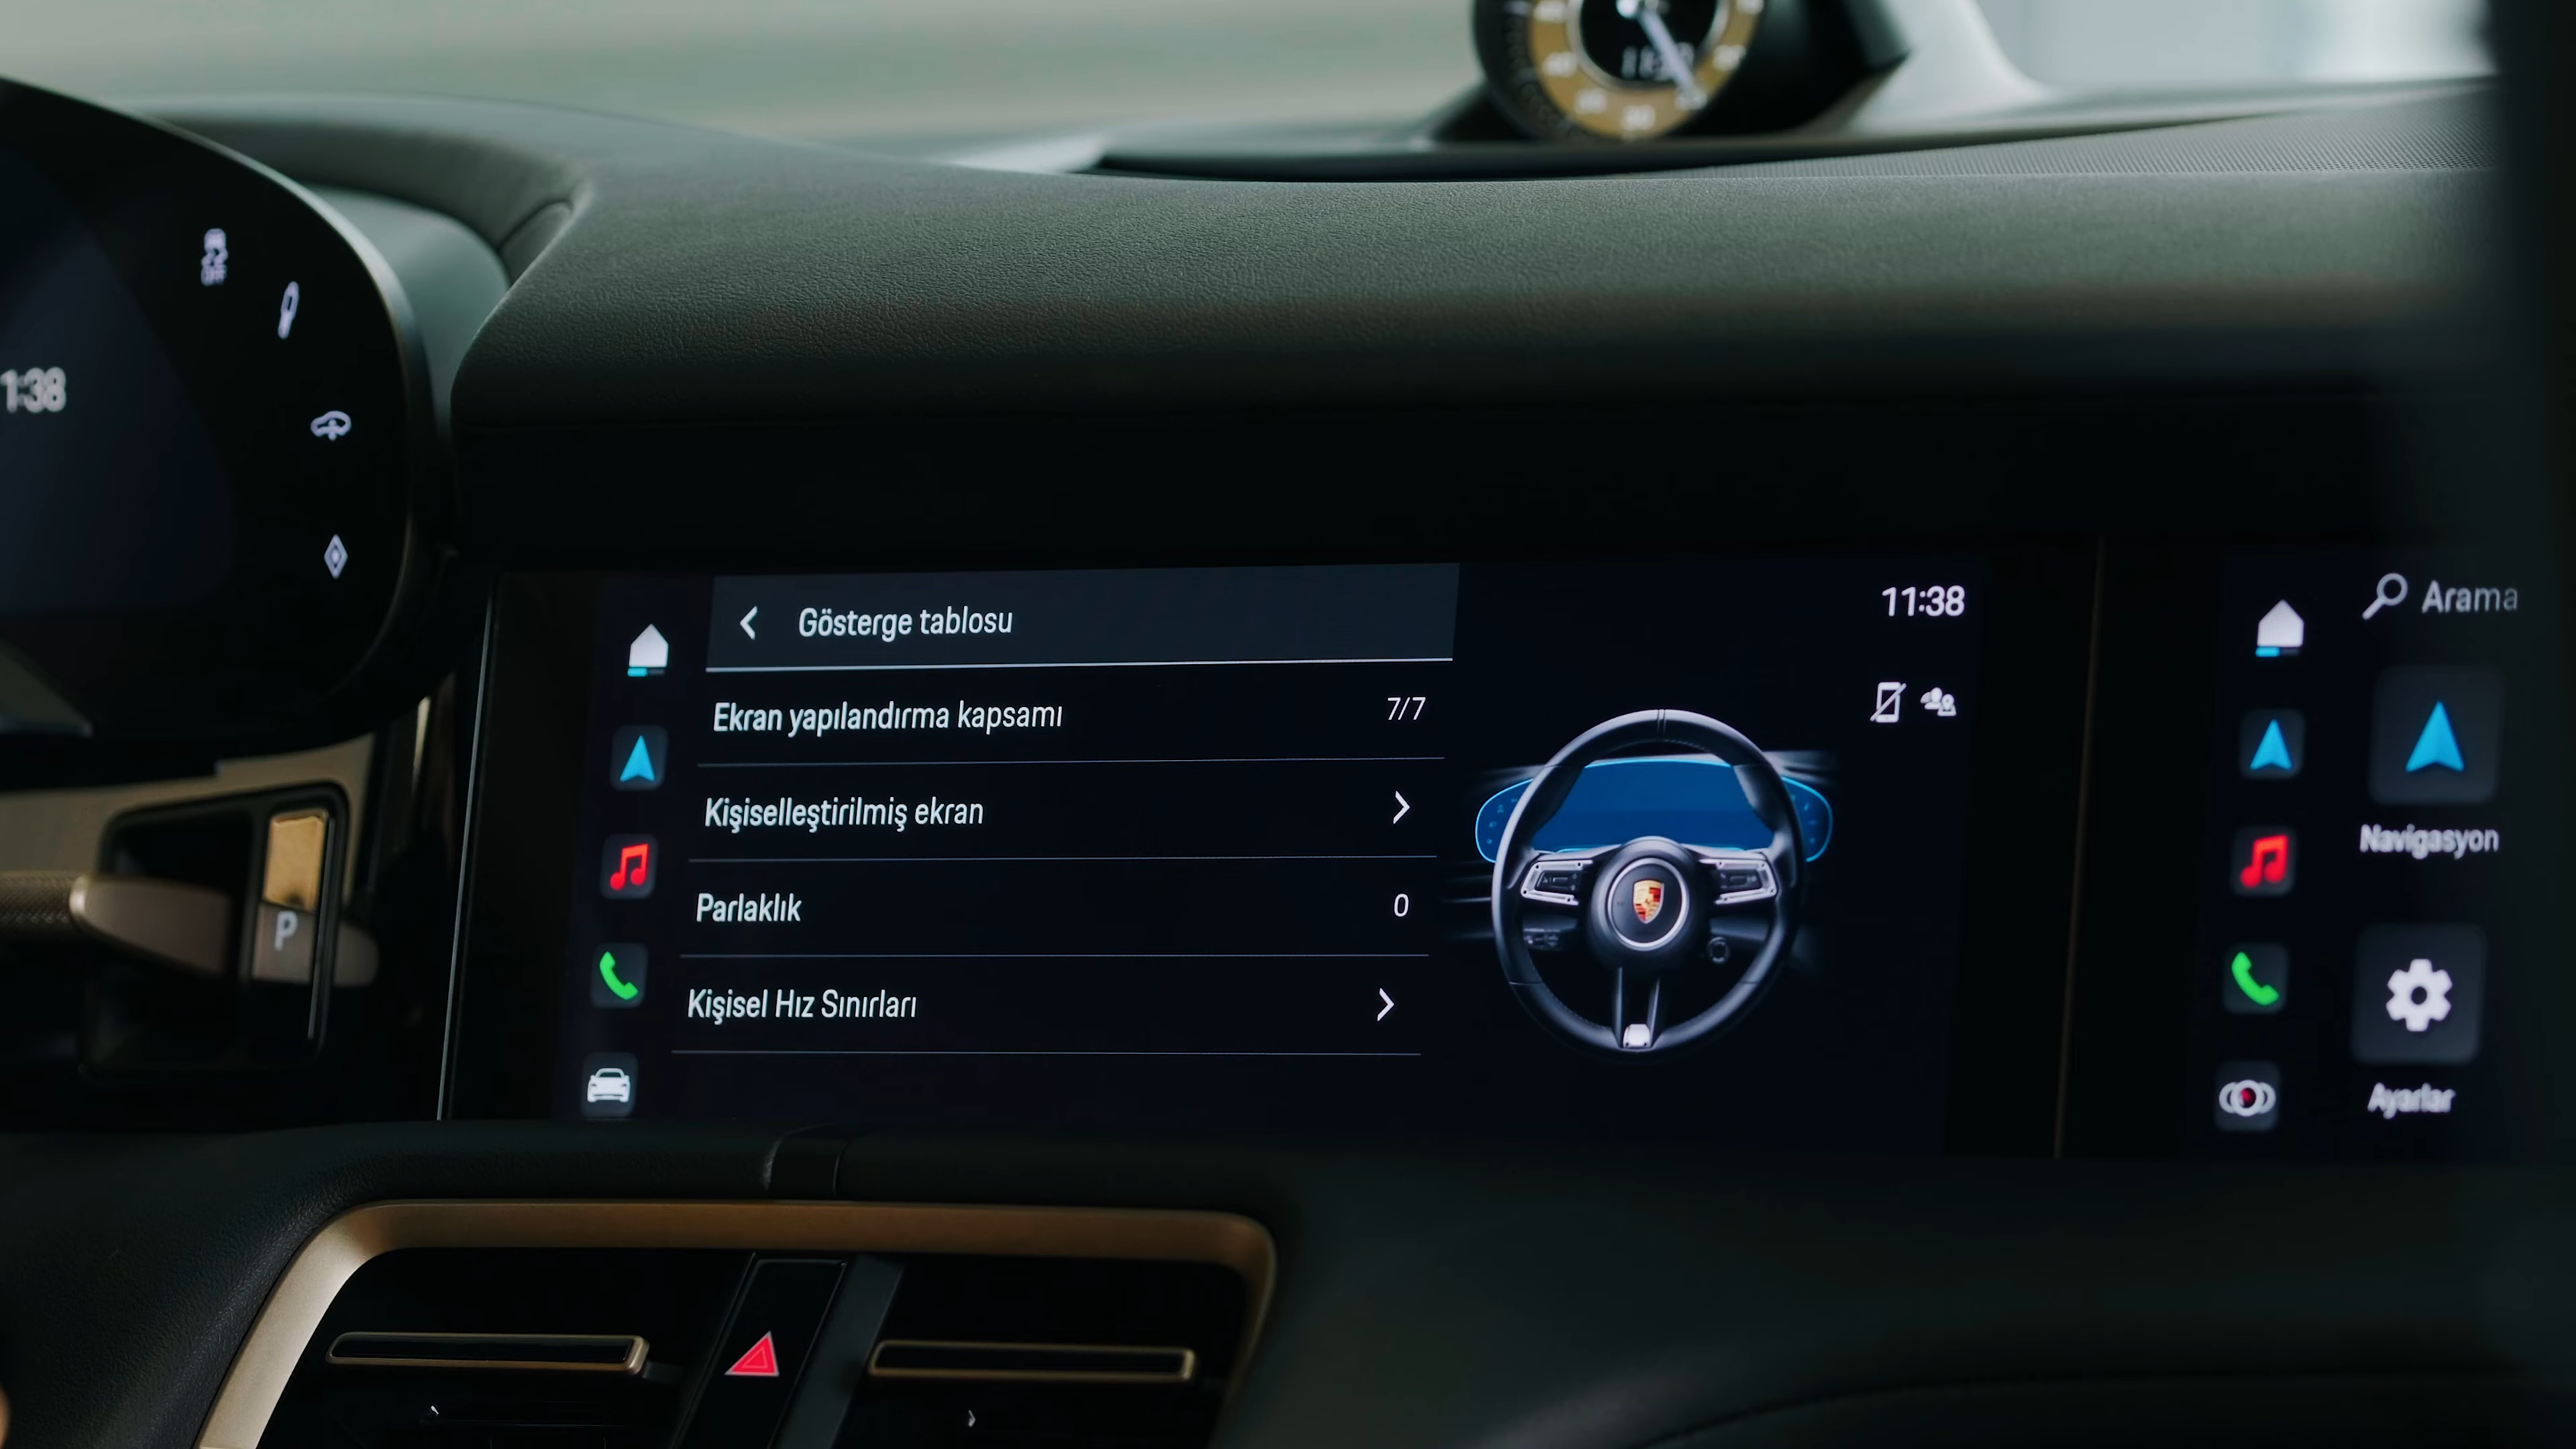 1:38
P
Gösterge tablosu
11:38
Ekran yapılandırma kapsamı 7/7
Kişiselleştirilmiş ekran
Parlaklık 0
Kişisel Hız Sınırları
Arama
Navigasyon
Ayarlar